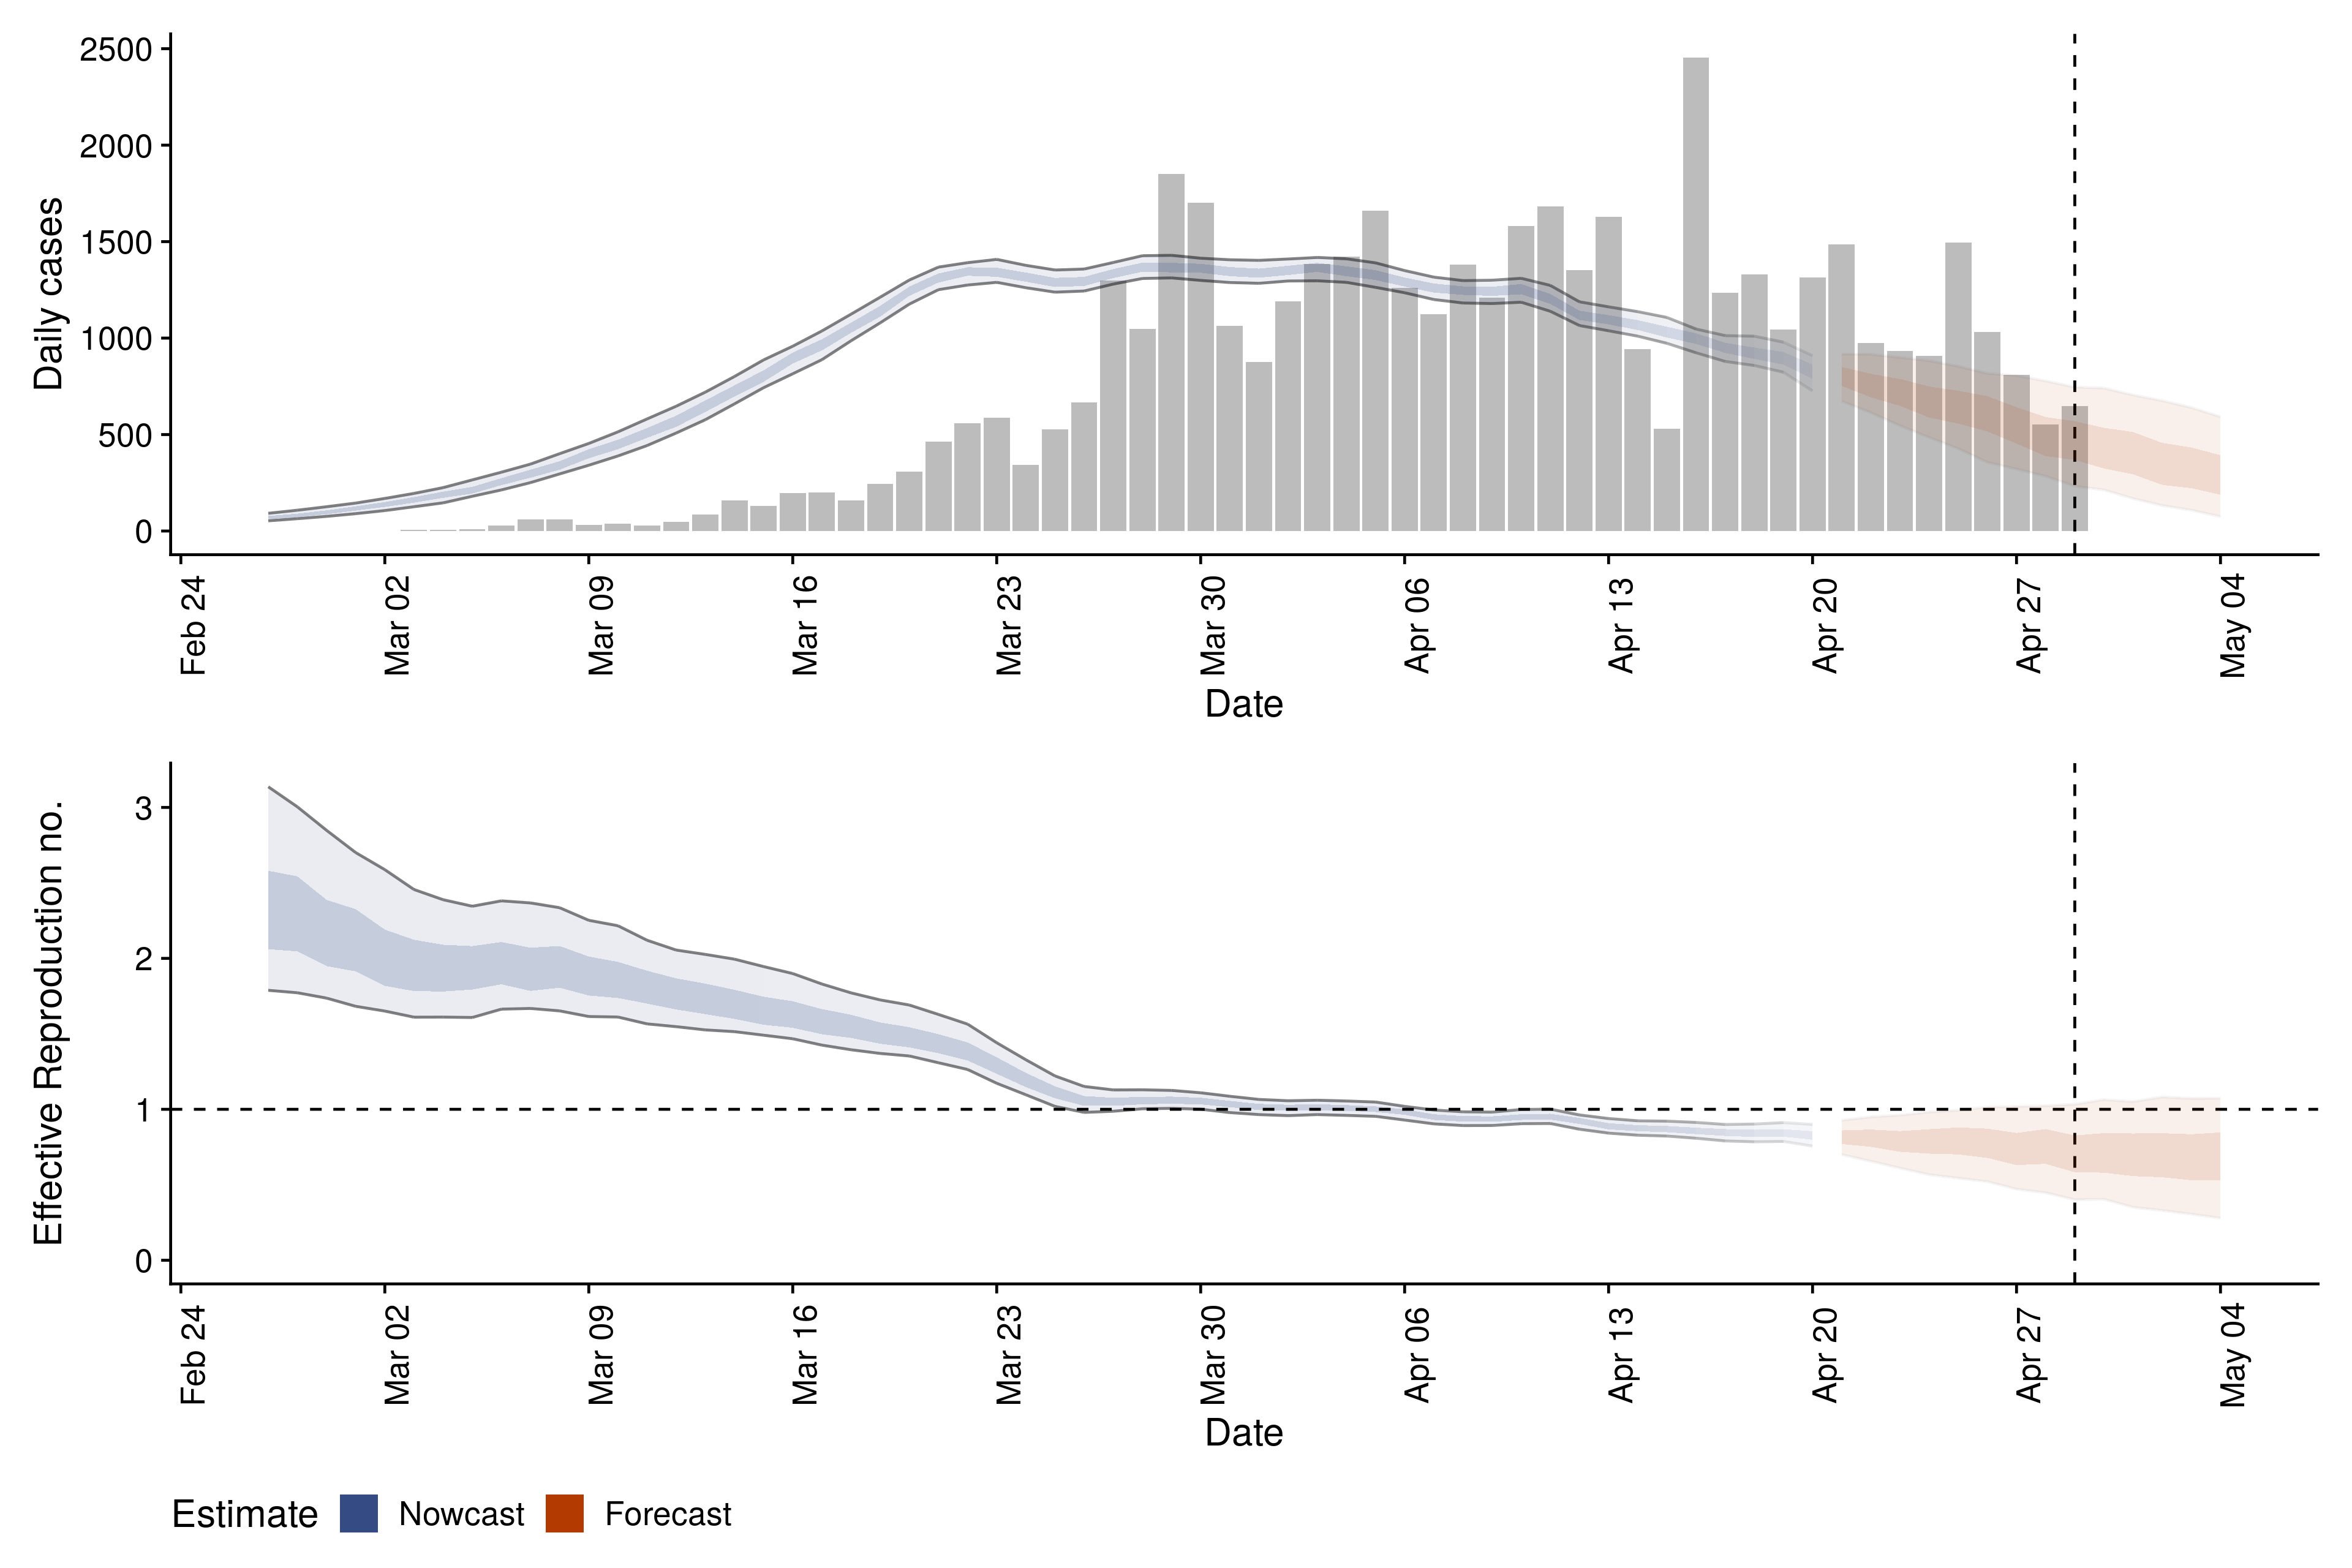 Daily cases
2500
2000
1500
1000
500
0
Feb 24
Mar 02
Mar 09
Mar 16
Mar 23
Mar 30
Apr 06
Apr 13
Apr 20
Apr 27
May 04
Date
Effective Reproduction no.
3
2
1
0
Feb 24
Mar 02
Mar 09
Mar 16
Mar 23
Mar 30
Apr 06
Apr 13
Apr 20
Apr 27
May 04
Date
Estimate Nowcast Forecast